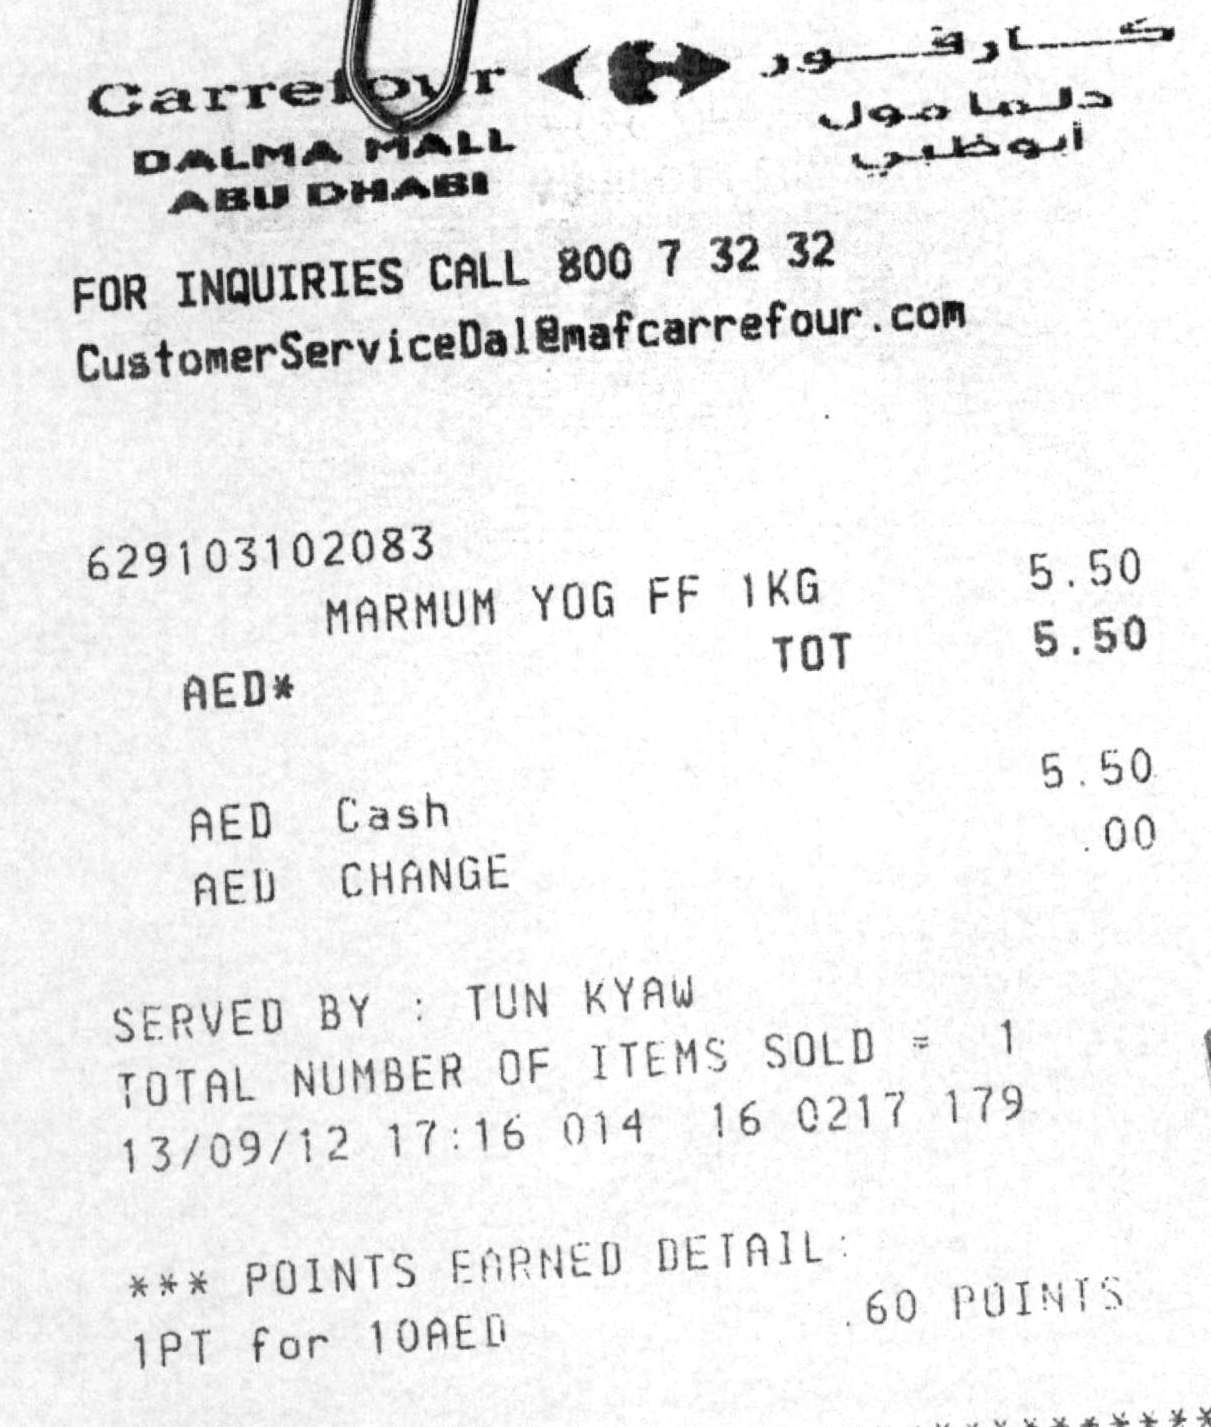 Carrefour كارفور
DALMA MALL دلما مول
ABU DHABI أبوظبي
FOR INQUIRIES CALL 800 7 32 32
CustomerServiceDal@mafcarrefour.com
629103102083
MARMUM YOG FF 1KG 5.50
AED* TOT 5.50
AED Cash 5.50
AED CHANGE .00
SERVED BY : TUN KYAW
TOTAL NUMBER OF ITEMS SOLD = 1
13/09/12 17:16 014 16 0217 179
*** POINTS EARNED DETAIL:
1PT for 10AED .60 POINTS
**********